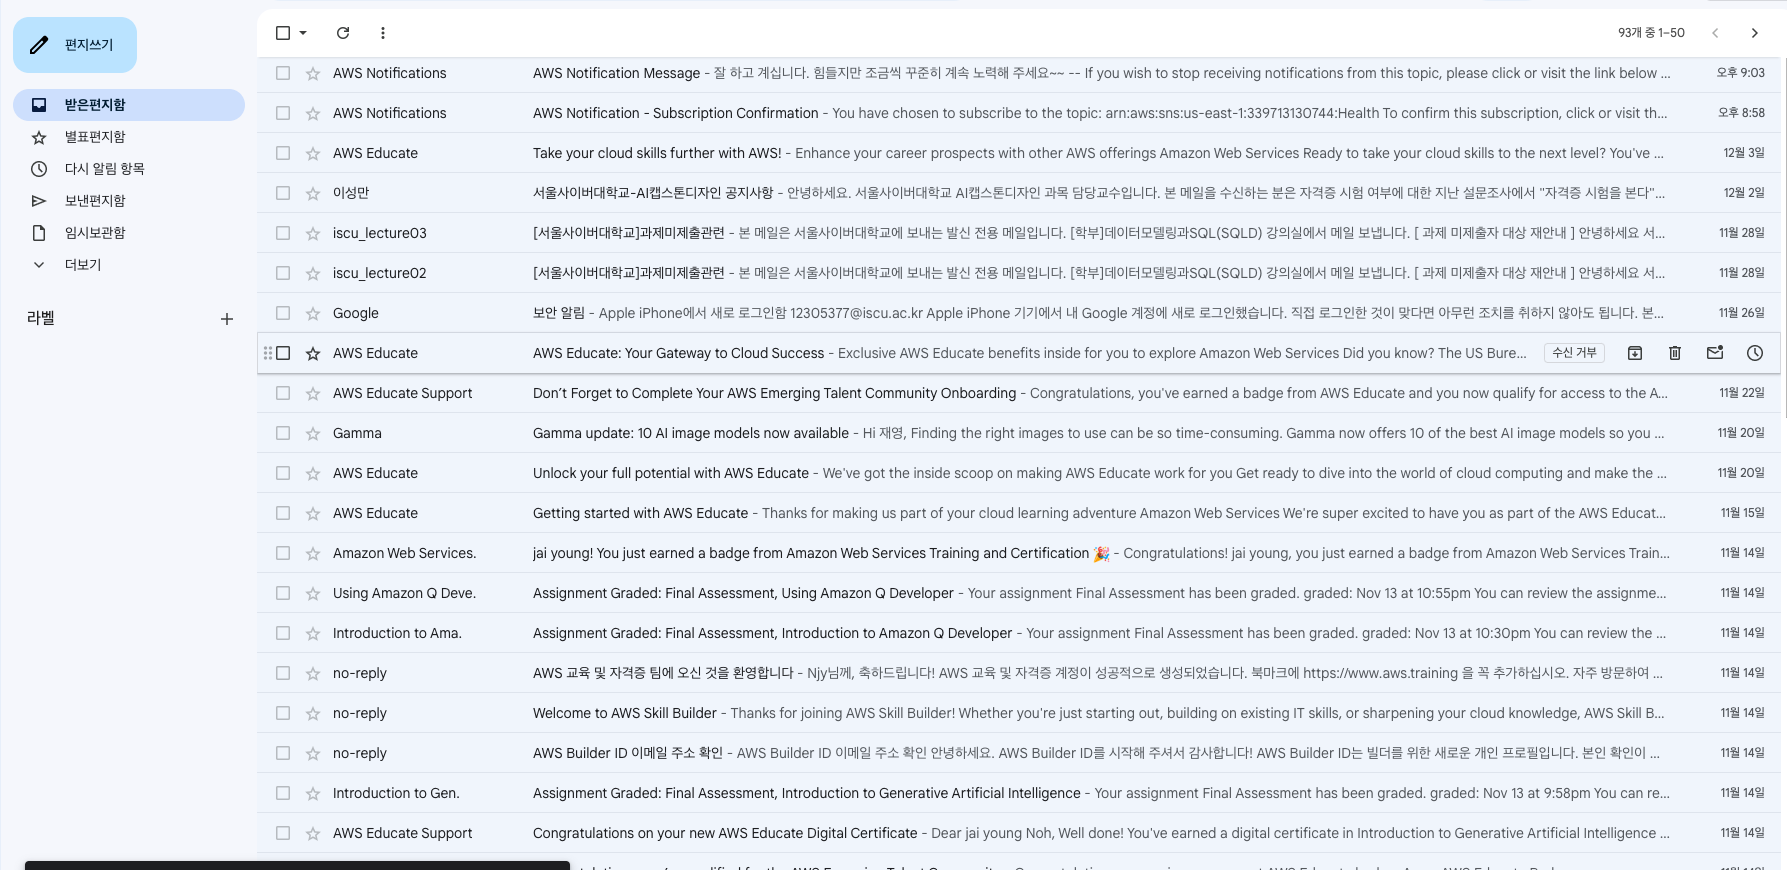 편지쓰기
받은편지함
별표편지함
다시 알림 항목
보낸편지함
임시보관함
더보기
라벨
93개 중 1–50
AWS Notifications AWS Notification Message - 잘 하고 계십니다. 힘들지만 조금씩 꾸준히 계속 노력해 주세요~~ -- If you wish to stop receiving notifications from this topic, please click or visit the link below ... 오후 9:03
AWS Notifications AWS Notification - Subscription Confirmation - You have chosen to subscribe to the topic: arn:aws:sns:us-east-1:339713130744:Health To confirm this subscription, click or visit th... 오후 8:58
AWS Educate Take your cloud skills further with AWS! - Enhance your career prospects with other AWS offerings Amazon Web Services Ready to take your cloud skills to the next level? You've ... 12월 3일
이성만 서울사이버대학교-AI캡스톤디자인 공지사항 - 안녕하세요. 서울사이버대학교 AI캡스톤디자인 과목 담당교수입니다. 본 메일을 수신하는 분은 자격증 시험 여부에 대한 지난 설문조사에서 "자격증 시험을 본다"... 12월 2일
iscu_lecture03 [서울사이버대학교]과제미제출관련 - 본 메일은 서울사이버대학교에 보내는 발신 전용 메일입니다. [학부]데이터모델링과SQL(SQLD) 강의실에서 메일 보냅니다. [ 과제 미제출자 대상 재안내 ] 안녕하세요 서... 11월 28일
iscu_lecture02 [서울사이버대학교]과제미제출관련 - 본 메일은 서울사이버대학교에 보내는 발신 전용 메일입니다. [학부]데이터모델링과SQL(SQLD) 강의실에서 메일 보냅니다. [ 과제 미제출자 대상 재안내 ] 안녕하세요 서... 11월 28일
Google 보안 알림 - Apple iPhone에서 새로 로그인함 12305377@iscu.ac.kr Apple iPhone 기기에서 내 Google 계정에 새로 로그인했습니다. 직접 로그인한 것이 맞다면 아무런 조치를 취하지 않아도 됩니다. 본... 11월 26일
AWS Educate AWS Educate: Your Gateway to Cloud Success - Exclusive AWS Educate benefits inside for you to explore Amazon Web Services Did you know? The US Bure... 수신 거부
AWS Educate Support Don't Forget to Complete Your AWS Emerging Talent Community Onboarding - Congratulations, you've earned a badge from AWS Educate and you now qualify for access to the A... 11월 22일
Gamma Gamma update: 10 AI image models now available - Hi 재영, Finding the right images to use can be so time-consuming. Gamma now offers 10 of the best AI image models so you ... 11월 20일
AWS Educate Unlock your full potential with AWS Educate - We've got the inside scoop on making AWS Educate work for you Get ready to dive into the world of cloud computing and make the ... 11월 20일
AWS Educate Getting started with AWS Educate - Thanks for making us part of your cloud learning adventure Amazon Web Services We're super excited to have you as part of the AWS Educat... 11월 15일
Amazon Web Services. jai young! You just earned a badge from Amazon Web Services Training and Certification 🎉 - Congratulations! jai young, you just earned a badge from Amazon Web Services Train... 11월 14일
Using Amazon Q Deve. Assignment Graded: Final Assessment, Using Amazon Q Developer - Your assignment Final Assessment has been graded. graded: Nov 13 at 10:55pm You can review the assignme... 11월 14일
Introduction to Ama. Assignment Graded: Final Assessment, Introduction to Amazon Q Developer - Your assignment Final Assessment has been graded. graded: Nov 13 at 10:30pm You can review the ... 11월 14일
no-reply AWS 교육 및 자격증 팀에 오신 것을 환영합니다 - Njy님께, 축하드립니다! AWS 교육 및 자격증 계정이 성공적으로 생성되었습니다. 북마크에 https://www.aws.training 을 꼭 추가하십시오. 자주 방문하여 ... 11월 14일
no-reply Welcome to AWS Skill Builder - Thanks for joining AWS Skill Builder! Whether you're just starting out, building on existing IT skills, or sharpening your cloud knowledge, AWS Skill B... 11월 14일
no-reply AWS Builder ID 이메일 주소 확인 - AWS Builder ID 이메일 주소 확인 안녕하세요. AWS Builder ID를 시작해 주셔서 감사합니다! AWS Builder ID는 빌더를 위한 새로운 개인 프로필입니다. 본인 확인이 ... 11월 14일
Introduction to Gen. Assignment Graded: Final Assessment, Introduction to Generative Artificial Intelligence - Your assignment Final Assessment has been graded. graded: Nov 13 at 9:58pm You can re... 11월 14일
AWS Educate Support Congratulations on your new AWS Educate Digital Certificate - Dear jai young Noh, Well done! You've earned a digital certificate in Introduction to Generative Artificial Intelligence ... 11월 14일